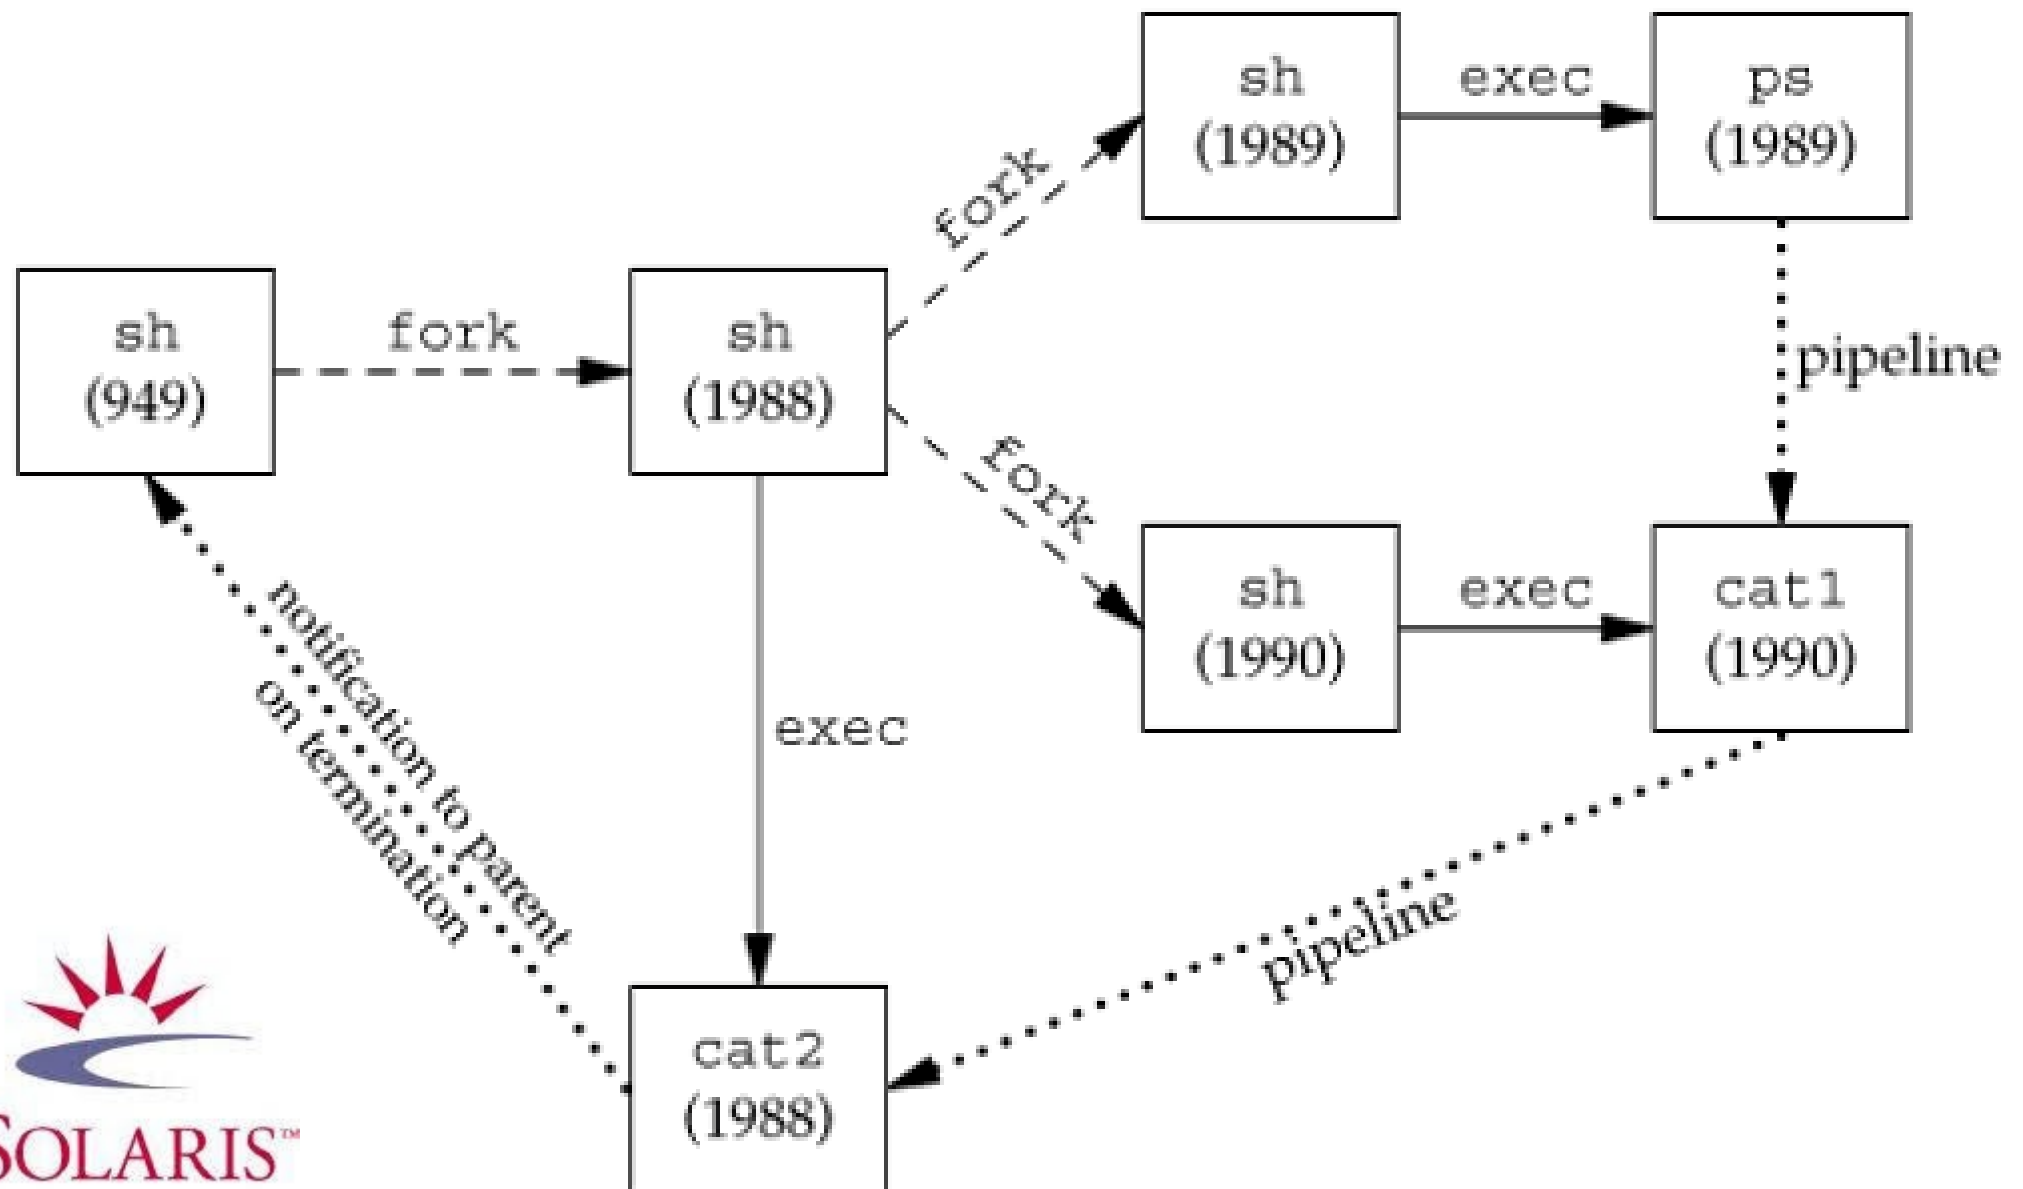 sh
(1989)
exec
ps
(1989)
fork
sh
(949)
fork
sh
(1988)
pipeline
fork
sh
(1990)
exec
cat1
(1990)
notification to parent
on termination
exec
pipeline
cat2
(1988)
SOLARIS™